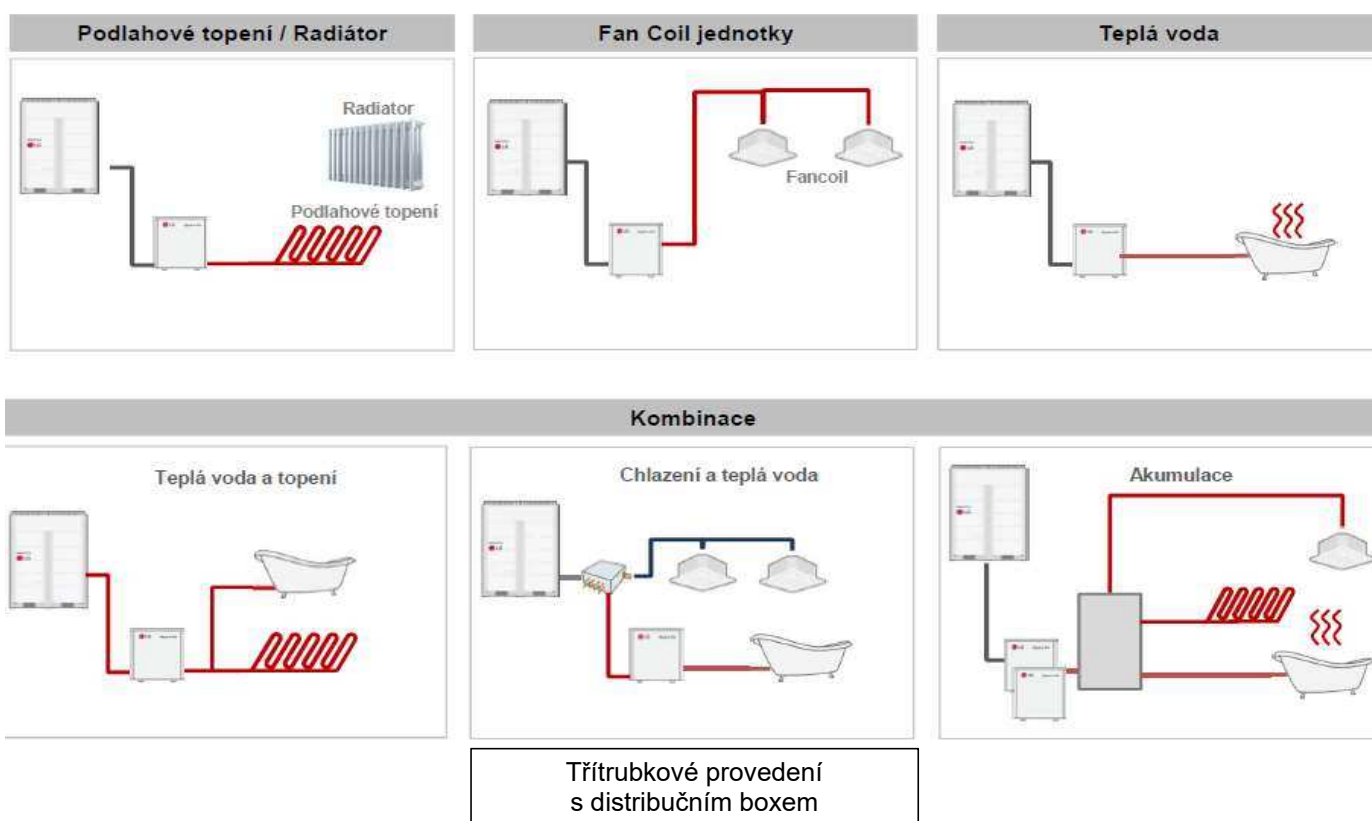 Podlahové topení / Radiátor
Fan Coil jednotky
Teplá voda
Radiator
Podlahové topení
Fancoil
Kombinace
Teplá voda a topení
Chlazení a teplá voda
Akumulace
Třítrubkové provedení
s distribučním boxem